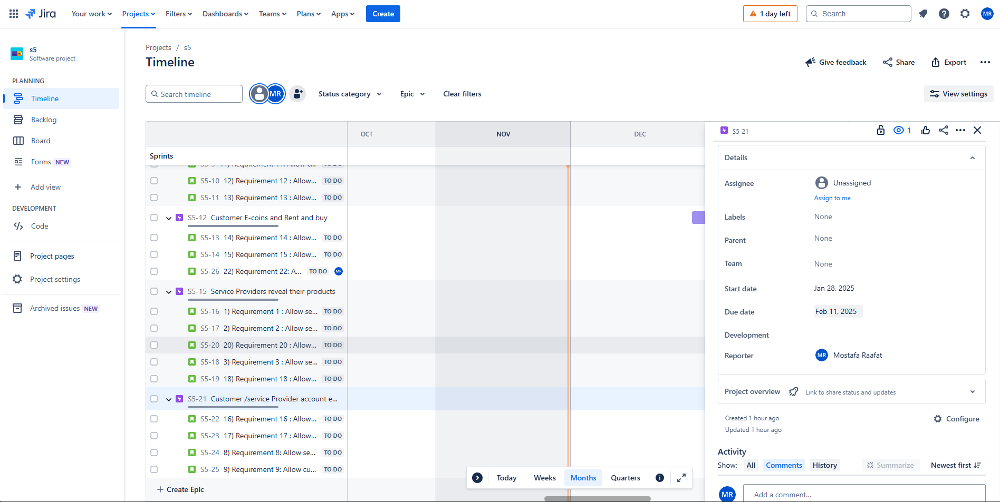 Jira
Your work
Projects
Filters
Dashboards
Teams
Plans
Apps
Create
1 day left
Search
MR
s5
Software project
PLANNING
Timeline
Backlog
Board
Forms NEW
Add view
DEVELOPMENT
Code
Project pages
Project settings
Archived issues NEW
Projects / s5
Timeline
Give feedback
Share
Export
Search timeline
MR
Status category
Epic
Clear filters
View settings
OCT
NOV
DEC
Sprints
S5-10 12) Requirement 12 : Allow... TO DO
S5-11 13) Requirement 13 : Allow... TO DO
S5-12 Customer E-coins and Rent and buy
S5-13 14) Requirement 14 : Allow... TO DO
S5-14 15) Requirement 15 : Allow... TO DO
S5-26 22) Requirement 22: A... TO DO MR
S5-15 Service Providers reveal their products
S5-16 1) Requirement 1 : Allow se... TO DO
S5-17 2) Requirement 2 : Allow se... TO DO
S5-20 20) Requirement 20 : Allow... TO DO
S5-18 3) Requirement 3 : Allow se... TO DO
S5-19 18) Requirement 18 : Allow... TO DO
S5-21 Customer /service Provider account e...
S5-22 16) Requirement 16 : Allow... TO DO
S5-23 17) Requirement 17 : Allow... TO DO
S5-24 8) Requirement 8: Allow se... TO DO
S5-25 9) Requirement 9: Allow cu... TO DO
Create Epic
Today
Weeks
Months
Quarters
S5-21
1
Details
Assignee
Unassigned
Assign to me
Labels
None
Parent
None
Team
None
Start date
Jan 28, 2025
Due date
Feb 11, 2025
Development
Reporter
MR Mostafa Raafat
Project overview
Link to share status and updates
Created 1 hour ago
Updated 1 hour ago
Configure
Activity
Show:
All
Comments
History
Summarize
Newest first
MR
Add a comment...